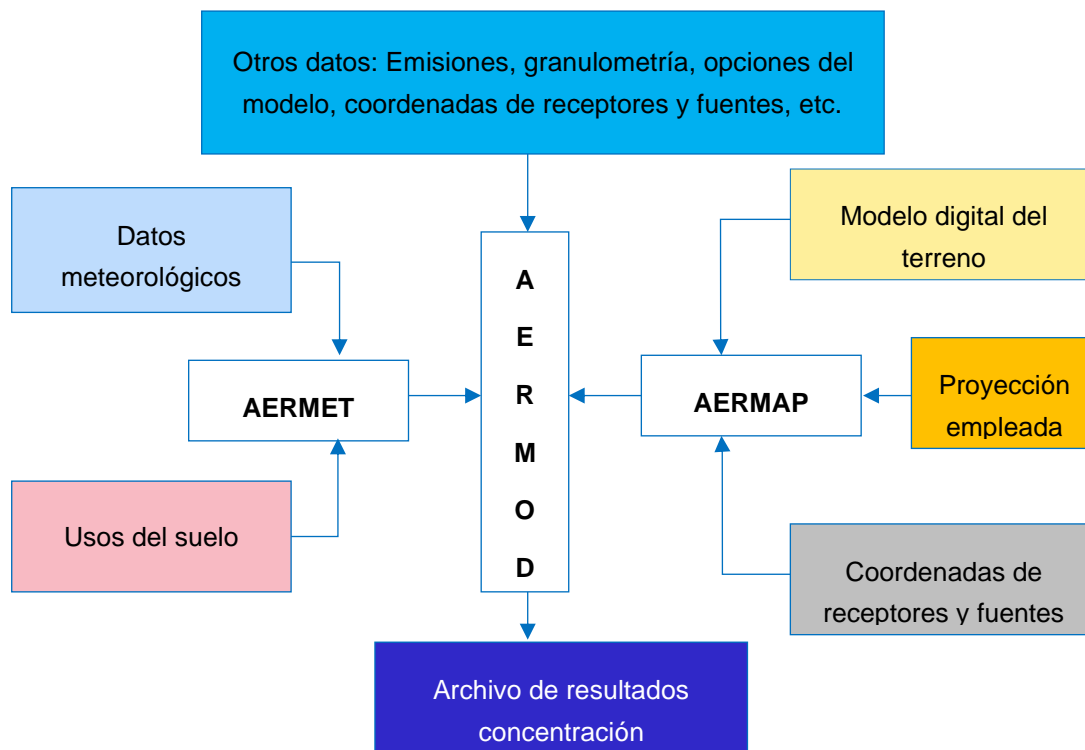 Otros datos: Emisiones, granulometría, opciones del
modelo, coordenadas de receptores y fuentes, etc.
Datos
meteorológicos
Modelo digital del
terreno
A
E
R
M
O
D
AERMET
AERMAP
Proyección
empleada
Usos del suelo
Coordenadas de
receptores y fuentes
Archivo de resultados
concentración